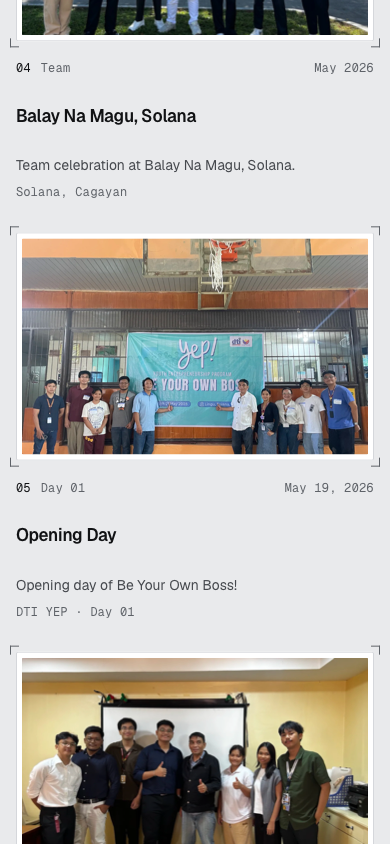 04 Team May 2026
Balay Na Magu, Solana
Team celebration at Balay Na Magu, Solana.
Solana, Cagayan
yep!
YOUR OWN BOS
05 Day 01 May 19, 2026
Opening Day
Opening day of Be Your Own Boss!
DTI YEP · Day 01